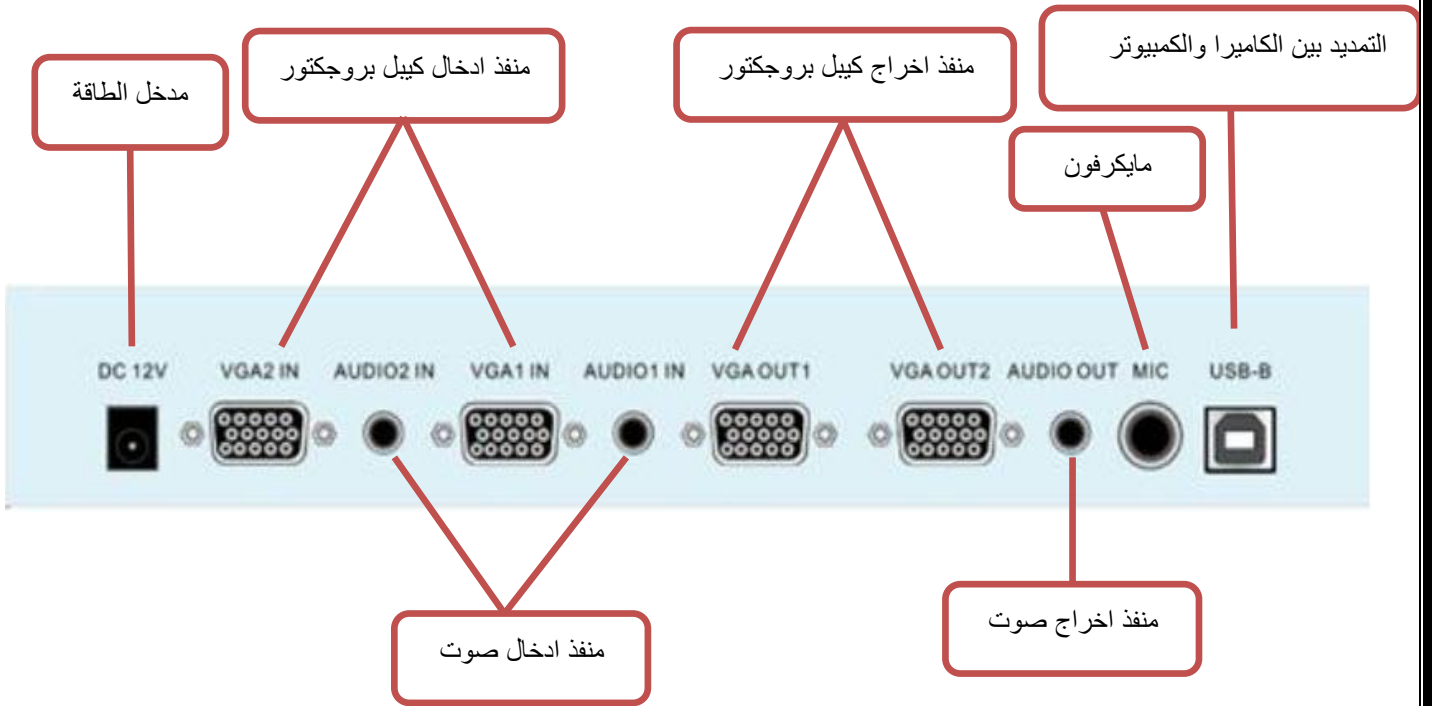 التمديد بين الكاميرا والكمبيوتر
منفذ اخراج كيبل بروجكتور
منفذ ادخال كيبل بروجكتور
مدخل الطاقة
مايكرفون
DC 12V VGA2 IN AUDIO2 IN VGA1 IN AUDIO1 IN VGA OUT1 VGA OUT2 AUDIO OUT MIC USB-B
منفذ اخراج صوت
منفذ ادخال صوت